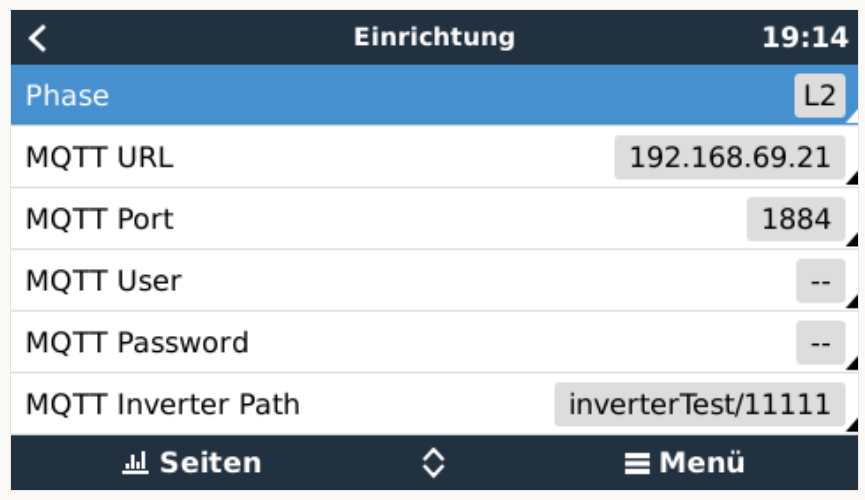 Einrichtung 19:14
Phase L2
MQTT URL 192.168.69.21
MQTT Port 1884
MQTT User --
MQTT Password --
MQTT Inverter Path inverterTest/11111
Seiten Menü